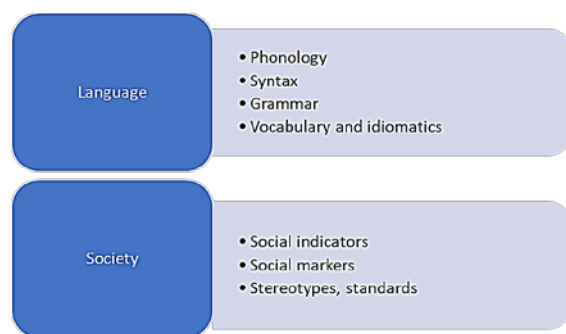 Language
• Phonology
• Syntax
• Grammar
• Vocabulary and idiomatics
Society
• Social indicators
• Social markers
• Stereotypes, standards